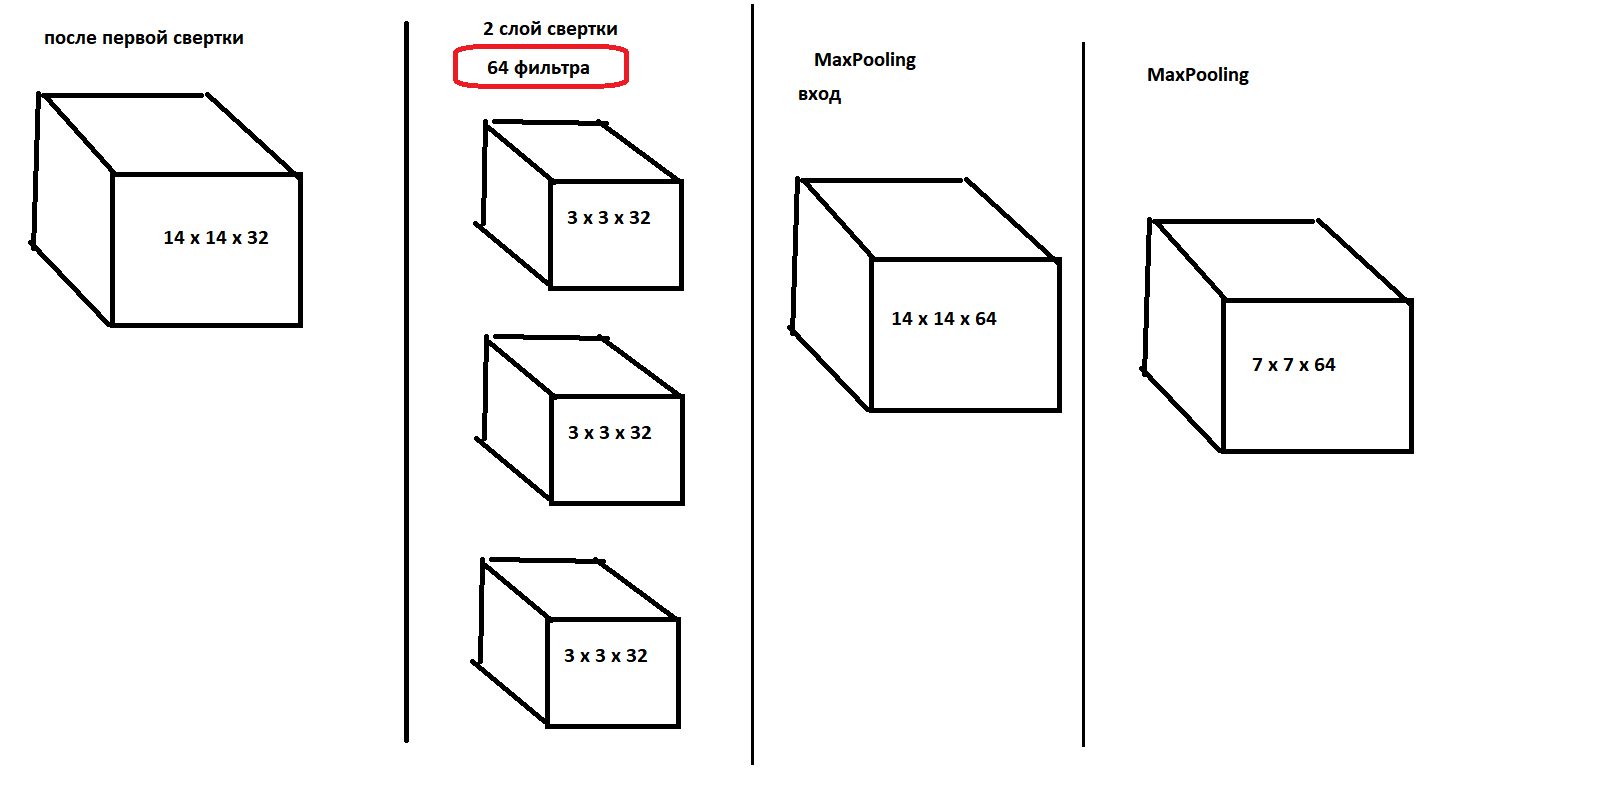 после первой свертки
14 x 14 x 32
2 слой свертки
64 фильтра
3 x 3 x 32
3 x 3 x 32
3 x 3 x 32
MaxPooling
вход
14 x 14 x 64
MaxPooling
7 x 7 x 64